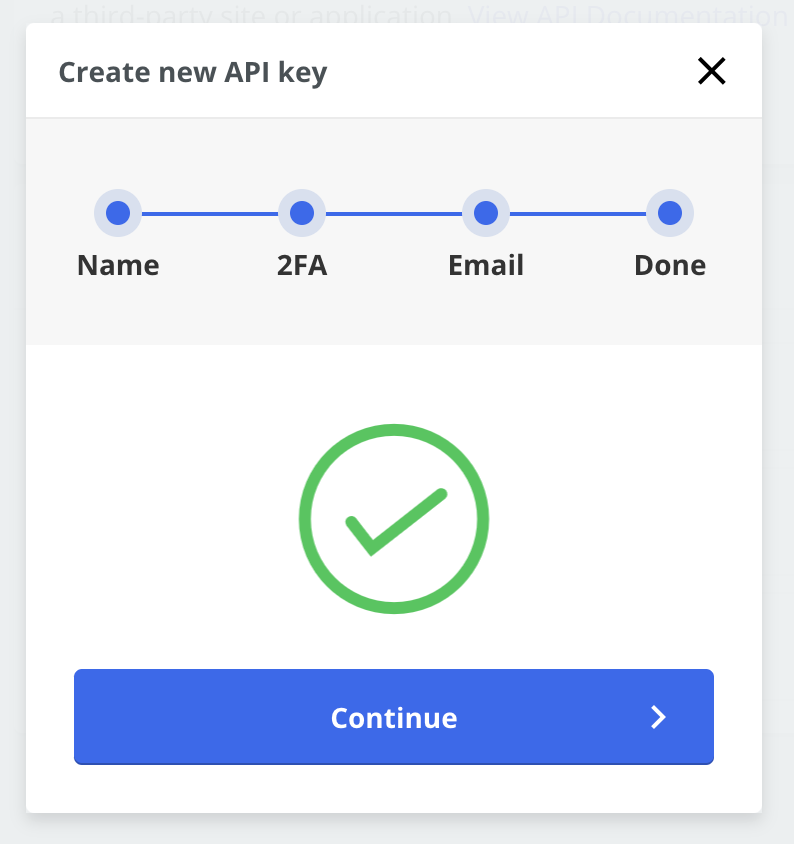 a third-party site or application. View API Documentation
Create new API key
Name
2FA
Email
Done
Continue